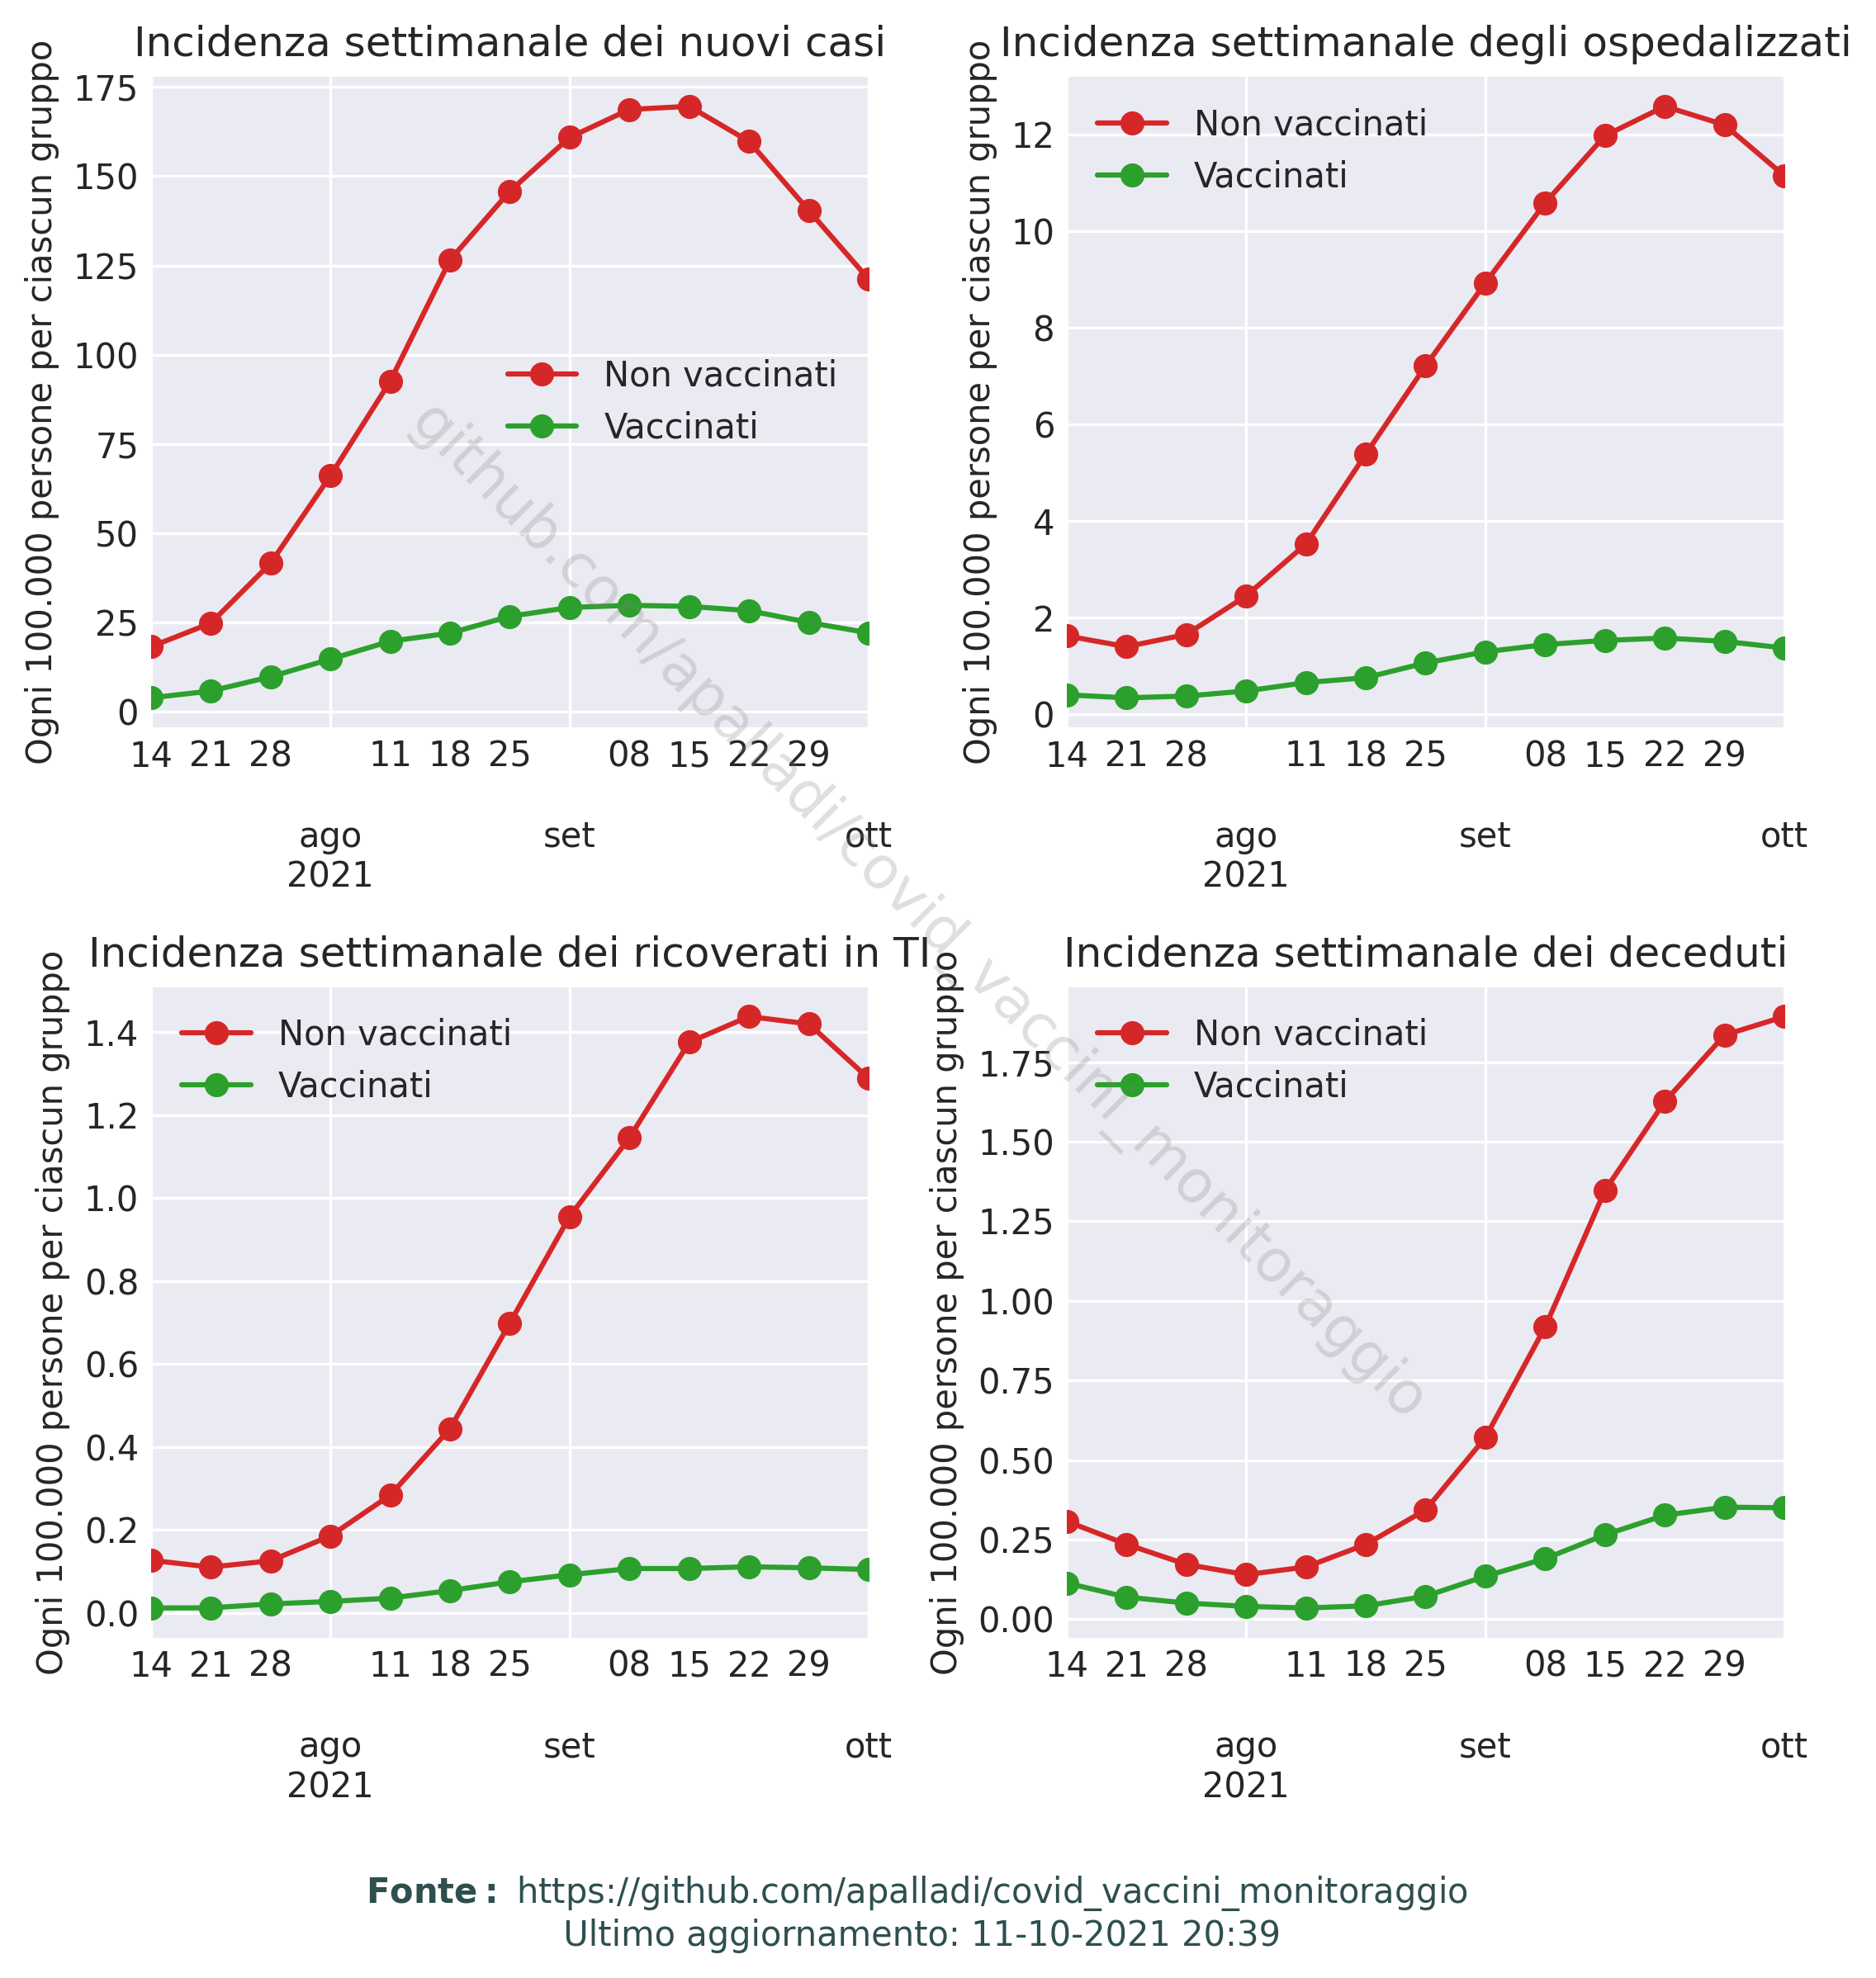 Incidenza settimanale dei nuovi casi
Ogni 100.000 persone per ciascun gruppo
175
150
125
100
75
50
25
0
Non vaccinati
Vaccinati
14 21 28 11 18 25 08 15 22 29
ago set ott
2021
Incidenza settimanale degli ospedalizzati
Ogni 100.000 persone per ciascun gruppo
12
10
8
6
4
2
0
Non vaccinati
Vaccinati
14 21 28 11 18 25 08 15 22 29
ago set ott
2021
Incidenza settimanale dei ricoverati in TI
Ogni 100.000 persone per ciascun gruppo
1.4
1.2
1.0
0.8
0.6
0.4
0.2
0.0
Non vaccinati
Vaccinati
14 21 28 11 18 25 08 15 22 29
ago set ott
2021
Incidenza settimanale dei deceduti
Ogni 100.000 persone per ciascun gruppo
1.75
1.50
1.25
1.00
0.75
0.50
0.25
0.00
Non vaccinati
Vaccinati
14 21 28 11 18 25 08 15 22 29
ago set ott
2021
github.com/apalladi/covid_vaccini_monitoraggio
Fonte: https://github.com/apalladi/covid_vaccini_monitoraggio
Ultimo aggiornamento: 11-10-2021 20:39